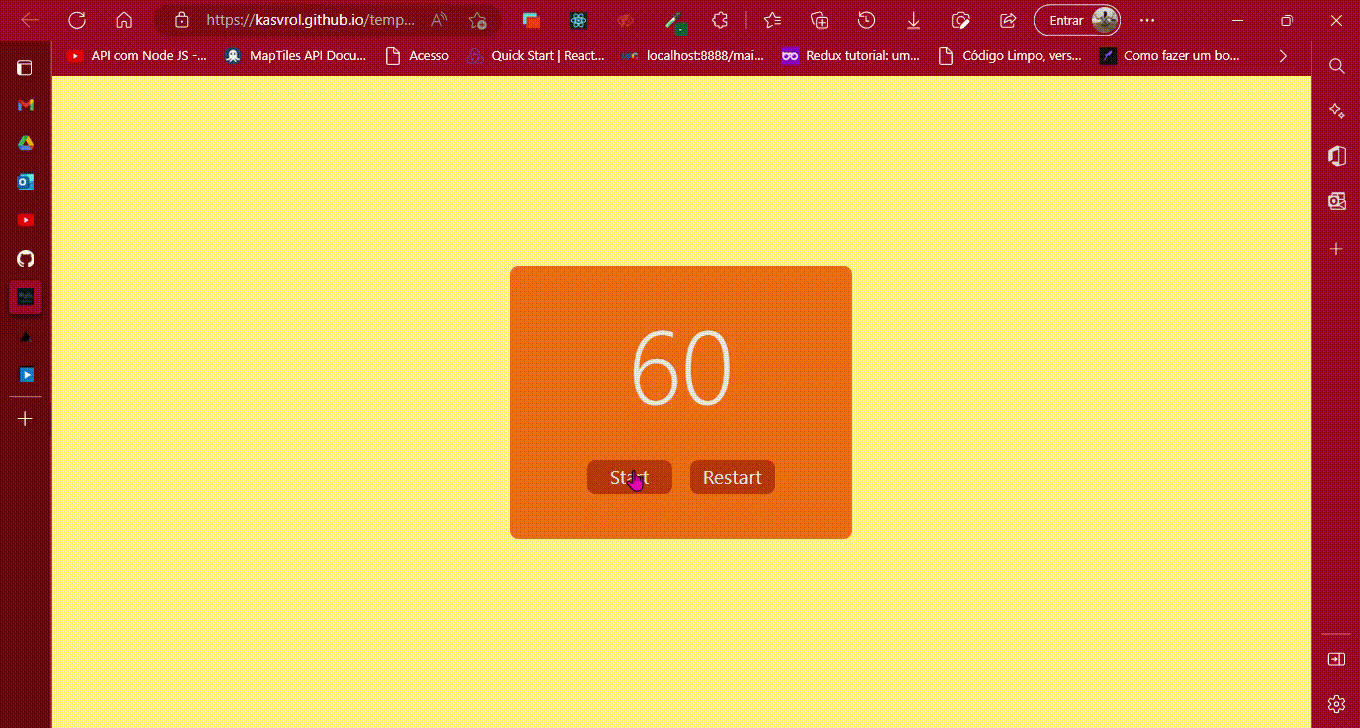 https://kasvrol.github.io/temp...
Entrar
API com Node JS -...
MapTiles API Docu...
Acesso
Quick Start | React...
localhost:8888/mai...
Redux tutorial: um...
Código Limpo, vers...
Como fazer um bo...
60
Start
Restart